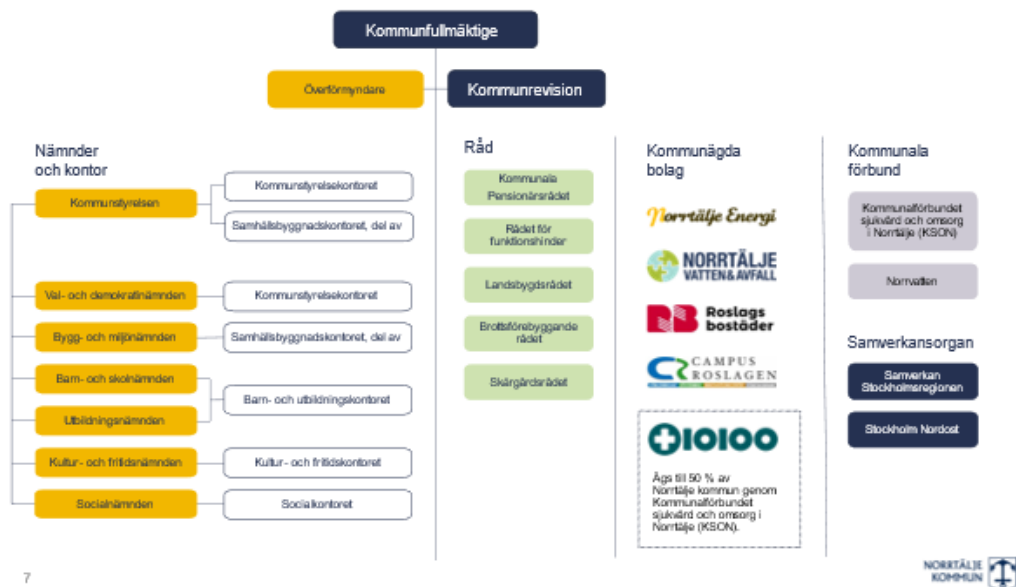 Kommunfullmäktige
Överförmyndare
Kommunrevision
Nämnder
och kontor
Kommunstyrelsen
Kommunstyrelsekontoret
Samhällsbyggnadskontoret, del av
Val- och demokratinämnden
Kommunstyrelsekontoret
Bygg- och miljönämnden
Samhällsbyggnadskontoret, del av
Barn- och skolnämnden
Utbildningsnämnden
Barn- och utbildningskontoret
Kultur- och fritidsnämnden
Kultur- och fritidskontoret
Socialnämnden
Socialkontoret
Råd
Kommunala
Pensionärsrådet
Rådet för
funktionshinder
Landsbygdsrådet
Brottsförebyggande
rådet
Skärgårdsrådet
Kommunägda
bolag
Norrtälje Energi
NORRTÄLJE
VATTEN & AVFALL
Roslags
bostäder
CAMPUS
ROSLAGEN
10100
Ägs till 50 % av
Norrtälje kommun genom
Kommunalförbundet
sjukvård och omsorg i
Norrtälje (KSON).
Kommunala
förbund
Kommunalförbundet
sjukvård och omsorg
i Norrtälje (KSON)
Norrvatten
Samverkansorgan
Samverkan
Stockholmsregionen
Stockholm Nordost
7
NORRTÄLJE
KOMMUN